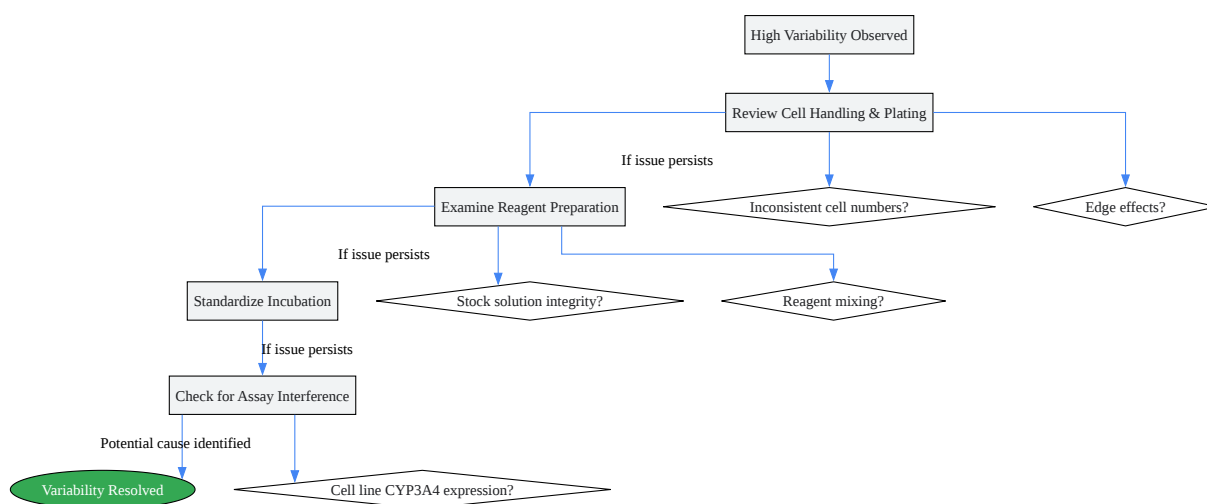 High Variability Observed
Review Cell Handling & Plating
If issue persists
Examine Reagent Preparation
Inconsistent cell numbers?
Edge effects?
If issue persists
Standardize Incubation
Stock solution integrity?
Reagent mixing?
If issue persists
Check for Assay Interference
Potential cause identified
Variability Resolved
Cell line CYP3A4 expression?